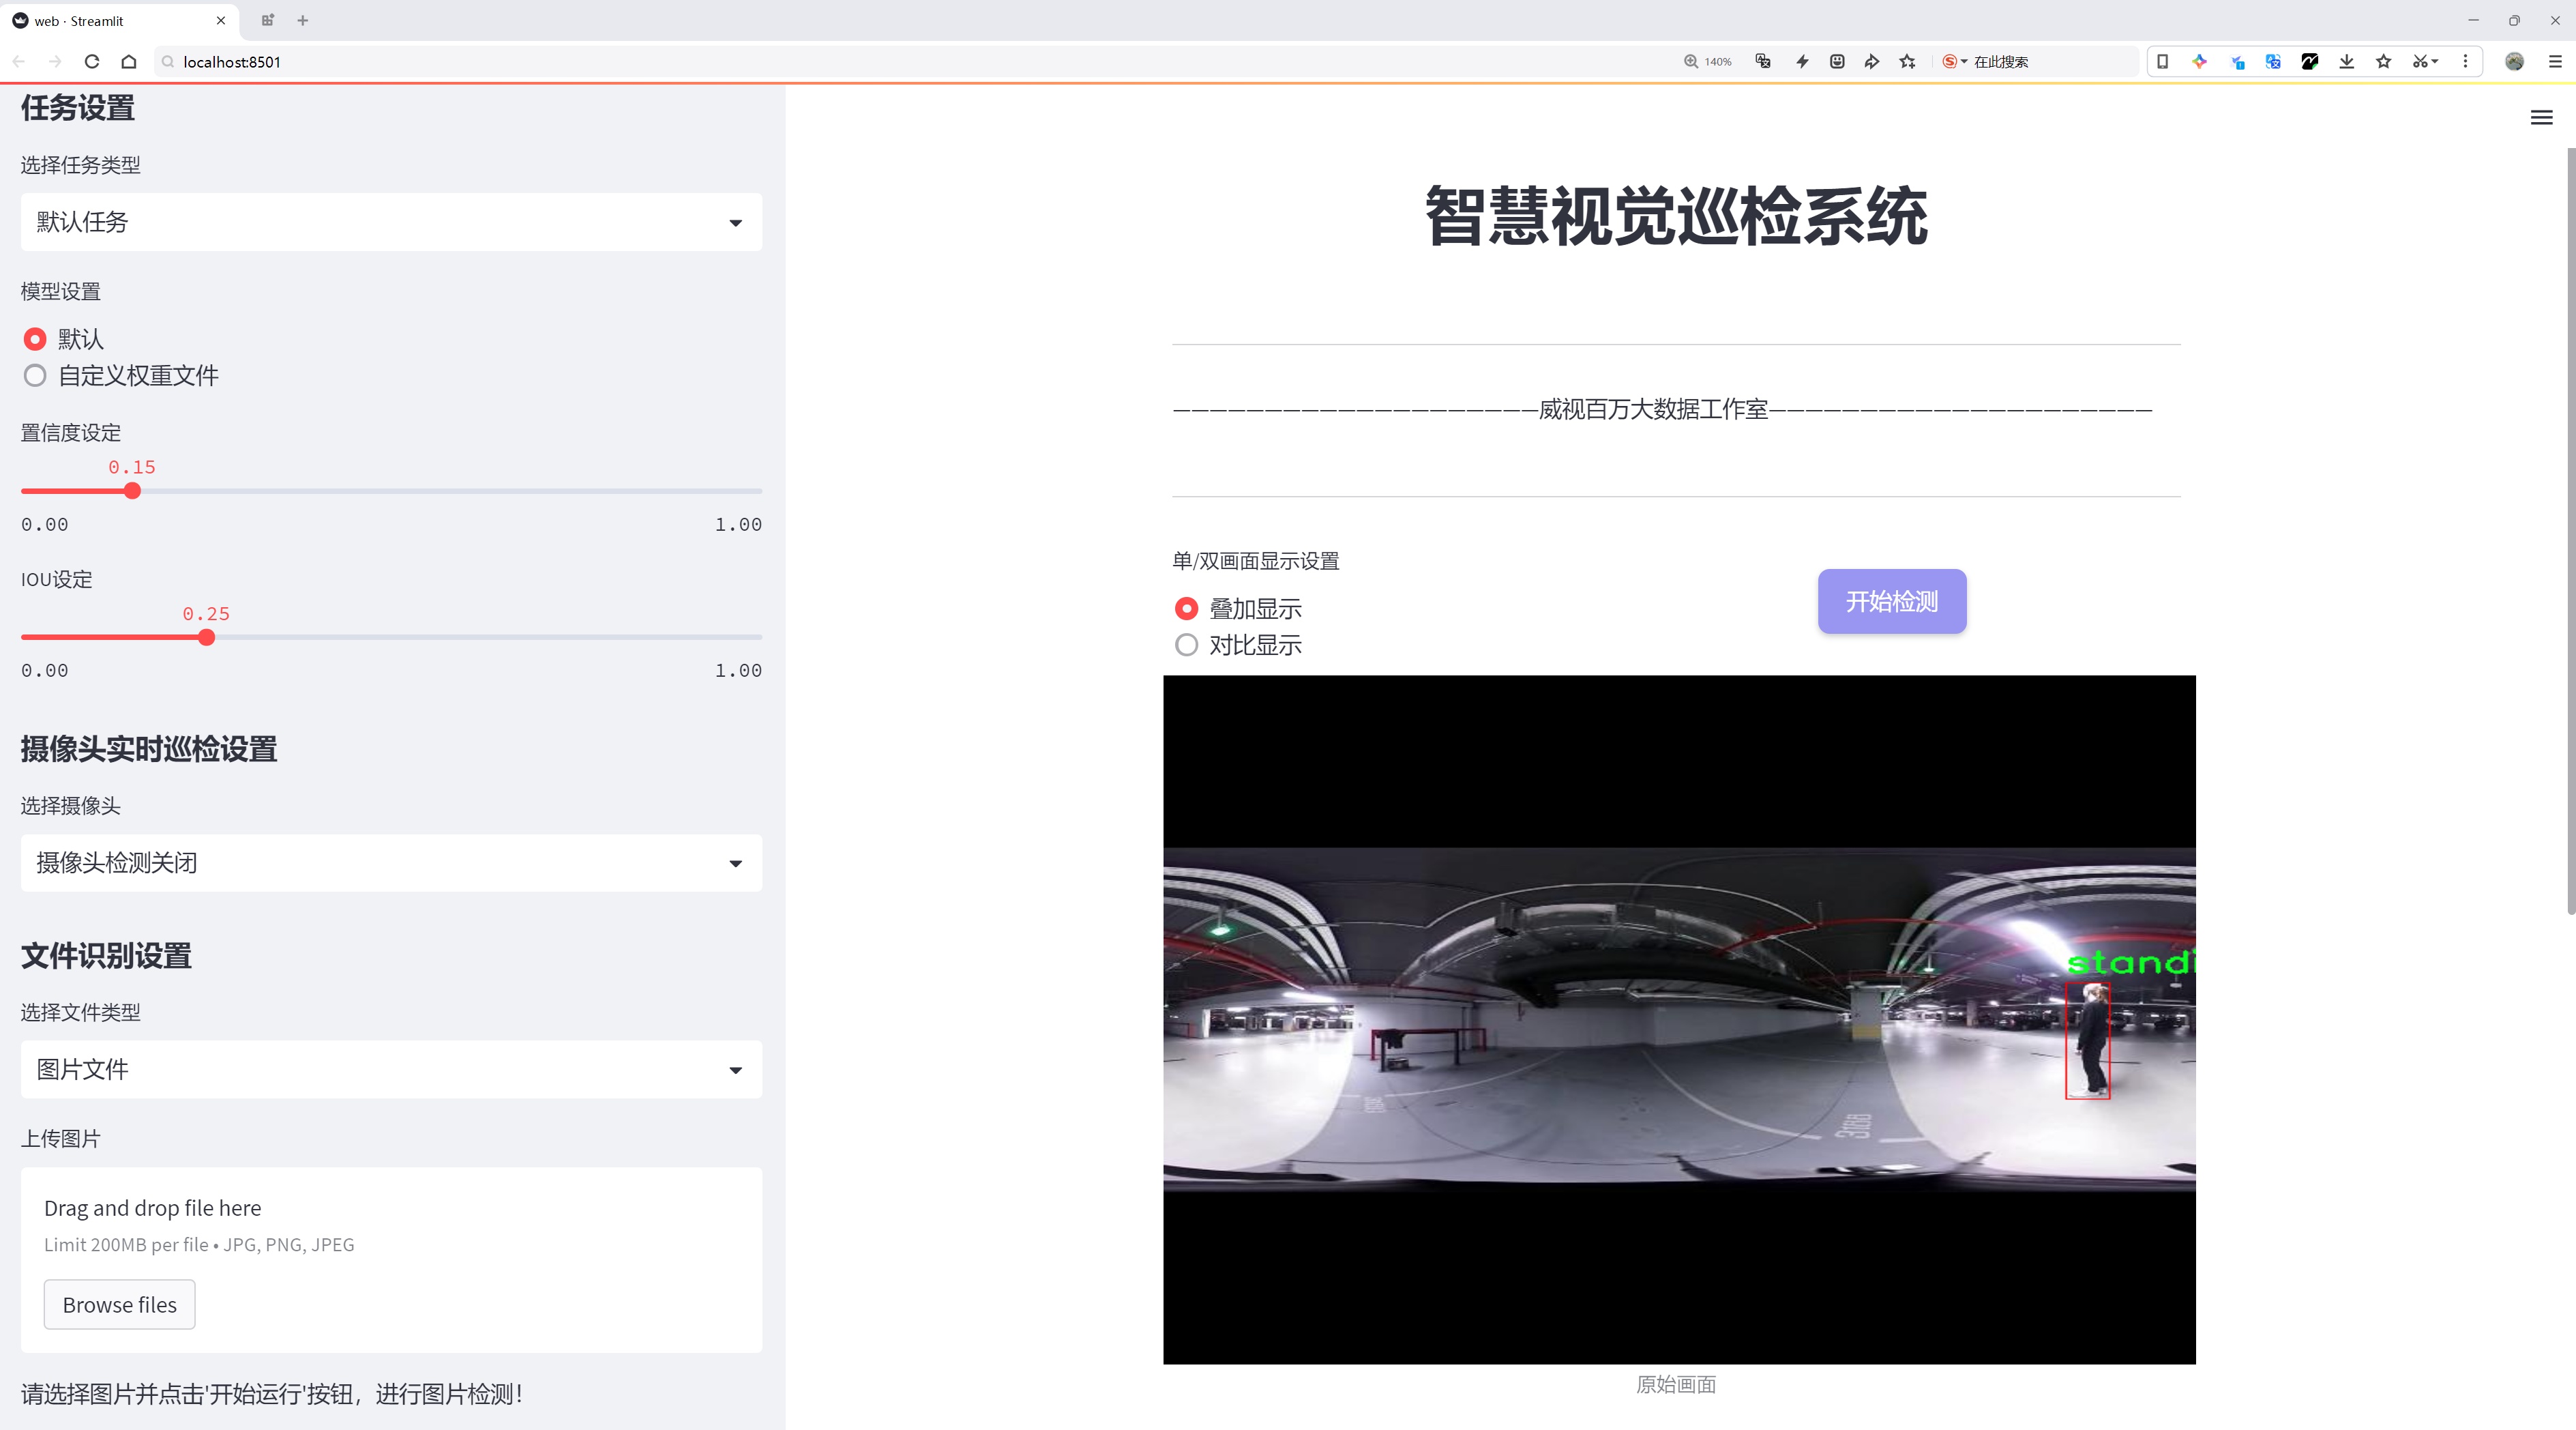 web · Streamlit
localhost:8501
140%
在此搜索
任务设置
选择任务类型
默认任务
模型设置
默认
自定义权重文件
置信度设定
0.15
0.00
1.00
IOU设定
0.25
0.00
1.00
摄像头实时巡检设置
选择摄像头
摄像头检测关闭
文件识别设置
选择文件类型
图片文件
上传图片
Drag and drop file here
Limit 200MB per file • JPG, PNG, JPEG
Browse files
请选择图片并点击'开始运行'按钮，进行图片检测！
智慧视觉巡检系统
————————————————————威视百万大数据工作室—————————————————————
单/双画面显示设置
叠加显示
对比显示
开始检测
standi
原始画面